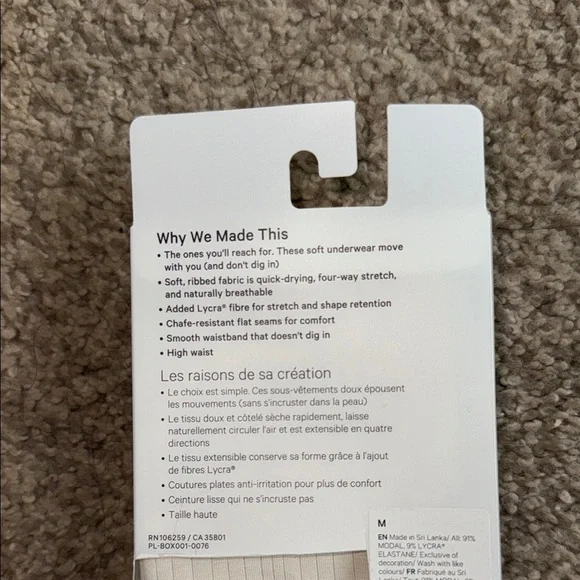 Why We Made This
• The ones you'll reach for. These soft underwear move
with you (and don't dig in)
• Soft, ribbed fabric is quick-drying, four-way stretch,
and naturally breathable
• Added Lycra® fibre for stretch and shape retention
• Chafe-resistant flat seams for comfort
• Smooth waistband that doesn't dig in
• High waist
Les raisons de sa création
• Le choix est simple. Ces sous-vêtements doux épousent
les mouvements (sans s'incruster dans la peau)
• Le tissu doux et côtelé sèche rapidement, laisse
naturellement circuler l'air et est extensible en quatre
directions
• Le tissu extensible conserve sa forme grâce à l'ajout
de fibres Lycra®
• Coutures plates anti-irritation pour plus de confort
• Ceinture lisse qui ne s'incruste pas
• Taille haute
RN106259 / CA35801
PL-BOX001-0076
M
EN Made in Sri Lanka/ All: 91%
MODAL, 9% LYCRA®
ELASTANE/ Exclusive of
decoration/ Wash with like
colours/ FR Fabriqué au Sri